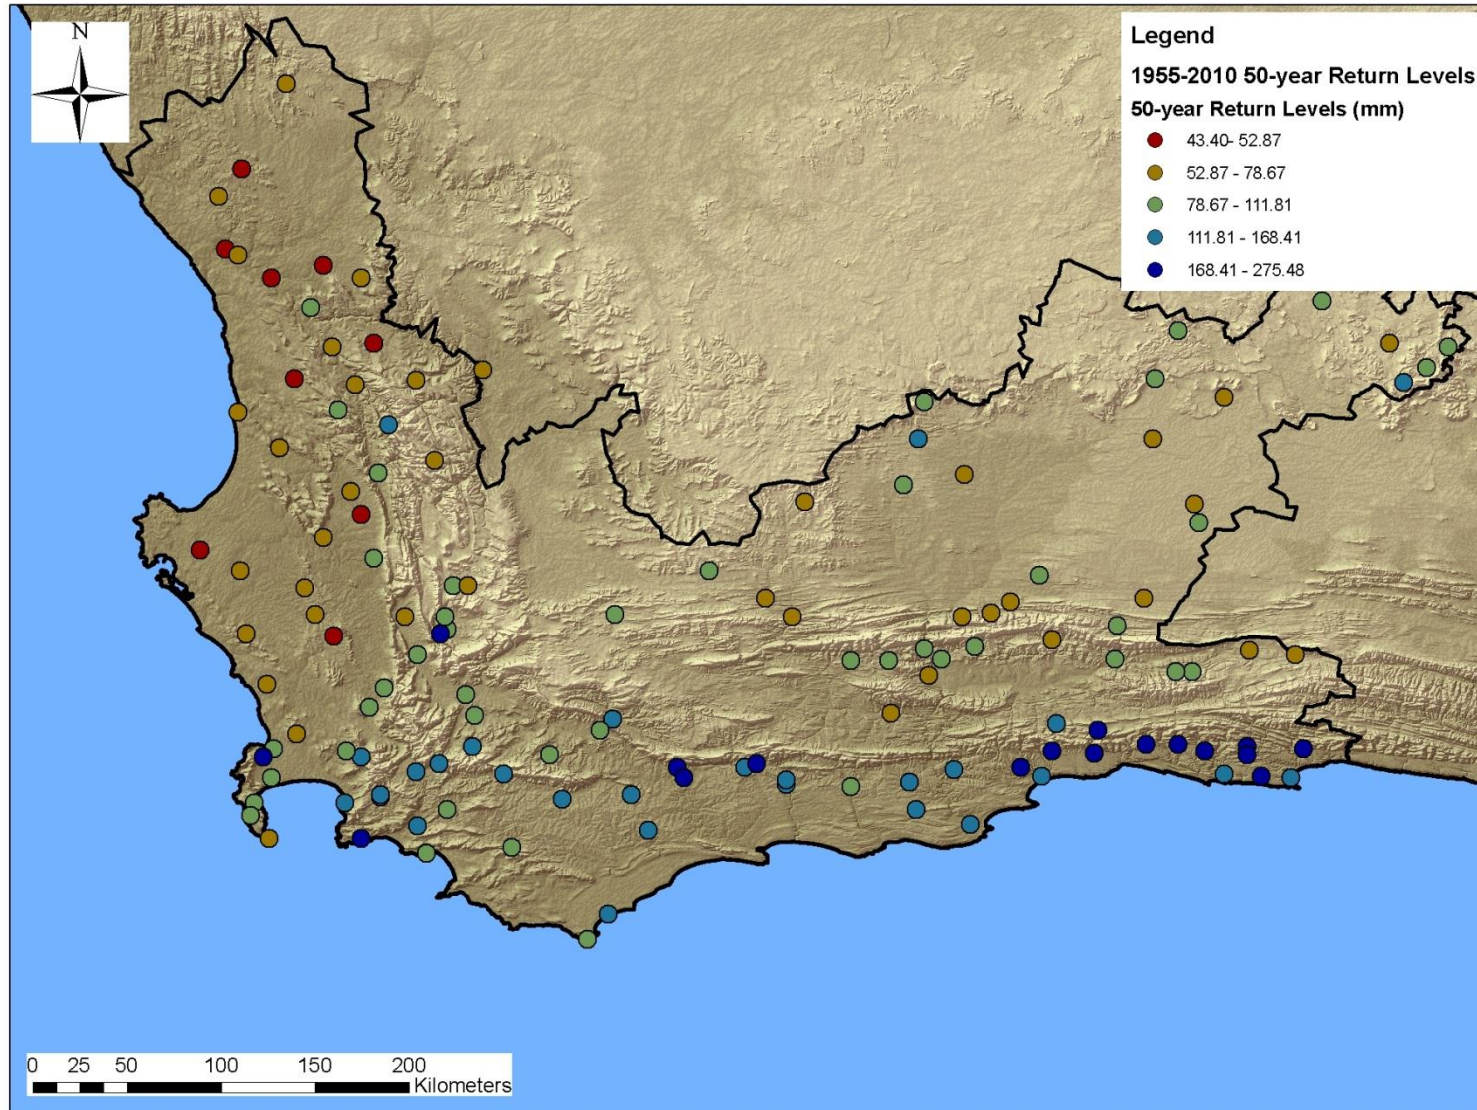 N
Legend
1955-2010 50-year Return Levels
50-year Return Levels (mm)
43.40- 52.87
52.87 - 78.67
78.67 - 111.81
111.81 - 168.41
168.41 - 275.48
0 25 50 100 150 200
Kilometers